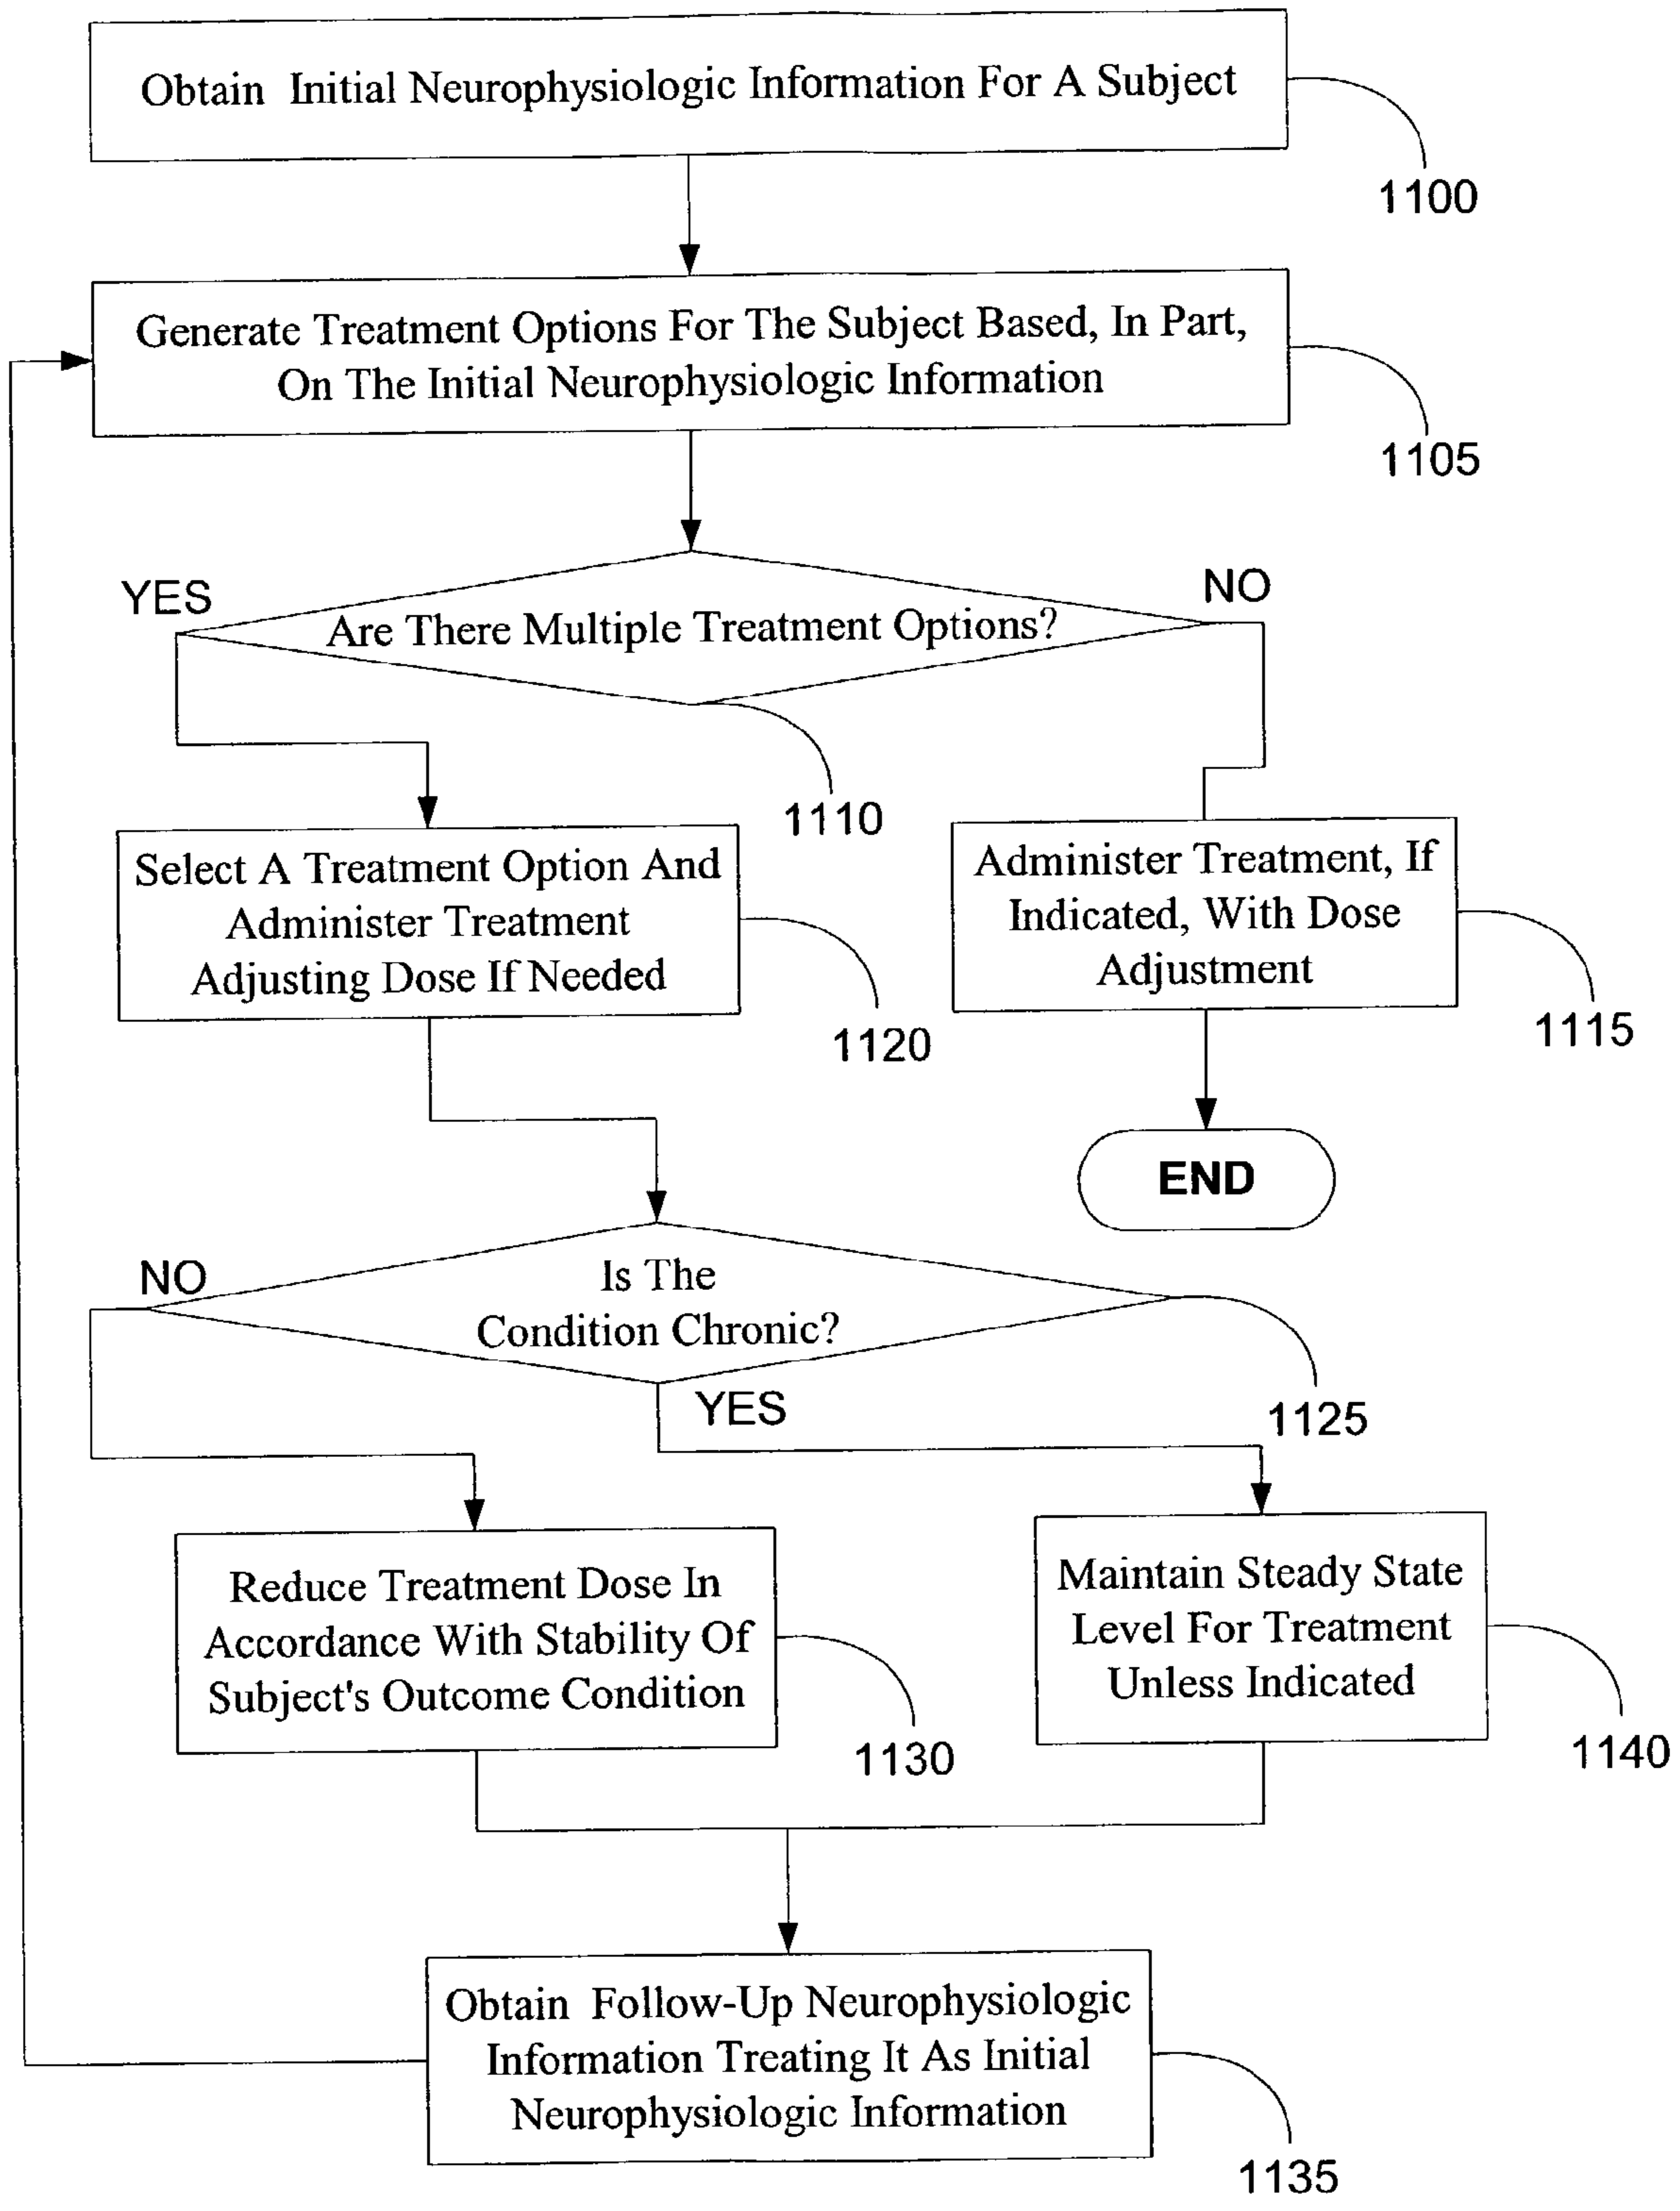 Obtain Initial Neurophysiologic Information For A Subject
1100
Generate Treatment Options For The Subject Based, In Part,
On The Initial Neurophysiologic Information
1105
YES
NO
Are There Multiple Treatment Options?
1110
Select A Treatment Option And
Administer Treatment
Adjusting Dose If Needed
1120
Administer Treatment, If
Indicated, With Dose
Adjustment
1115
END
NO
Is The
Condition Chronic?
YES
1125
Reduce Treatment Dose In
Accordance With Stability Of
Subject's Outcome Condition
1130
Maintain Steady State
Level For Treatment
Unless Indicated
1140
Obtain Follow-Up Neurophysiologic
Information Treating It As Initial
Neurophysiologic Information
1135